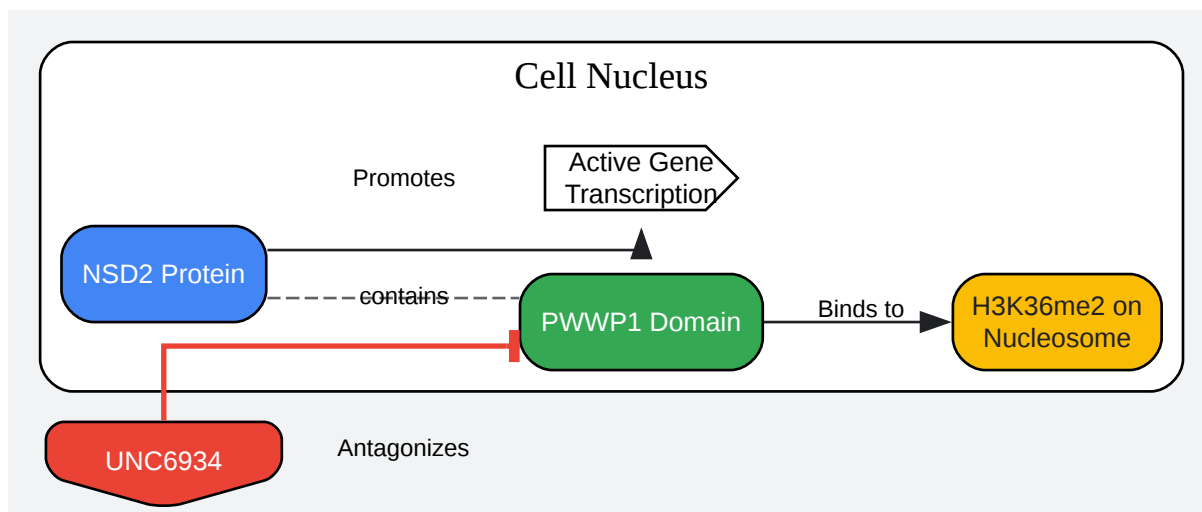 Cell Nucleus
Active Gene
Transcription
Promotes
NSD2 Protein
contains
PWWP1 Domain
Binds to
H3K36me2 on
Nucleosome
UNC6934
Antagonizes